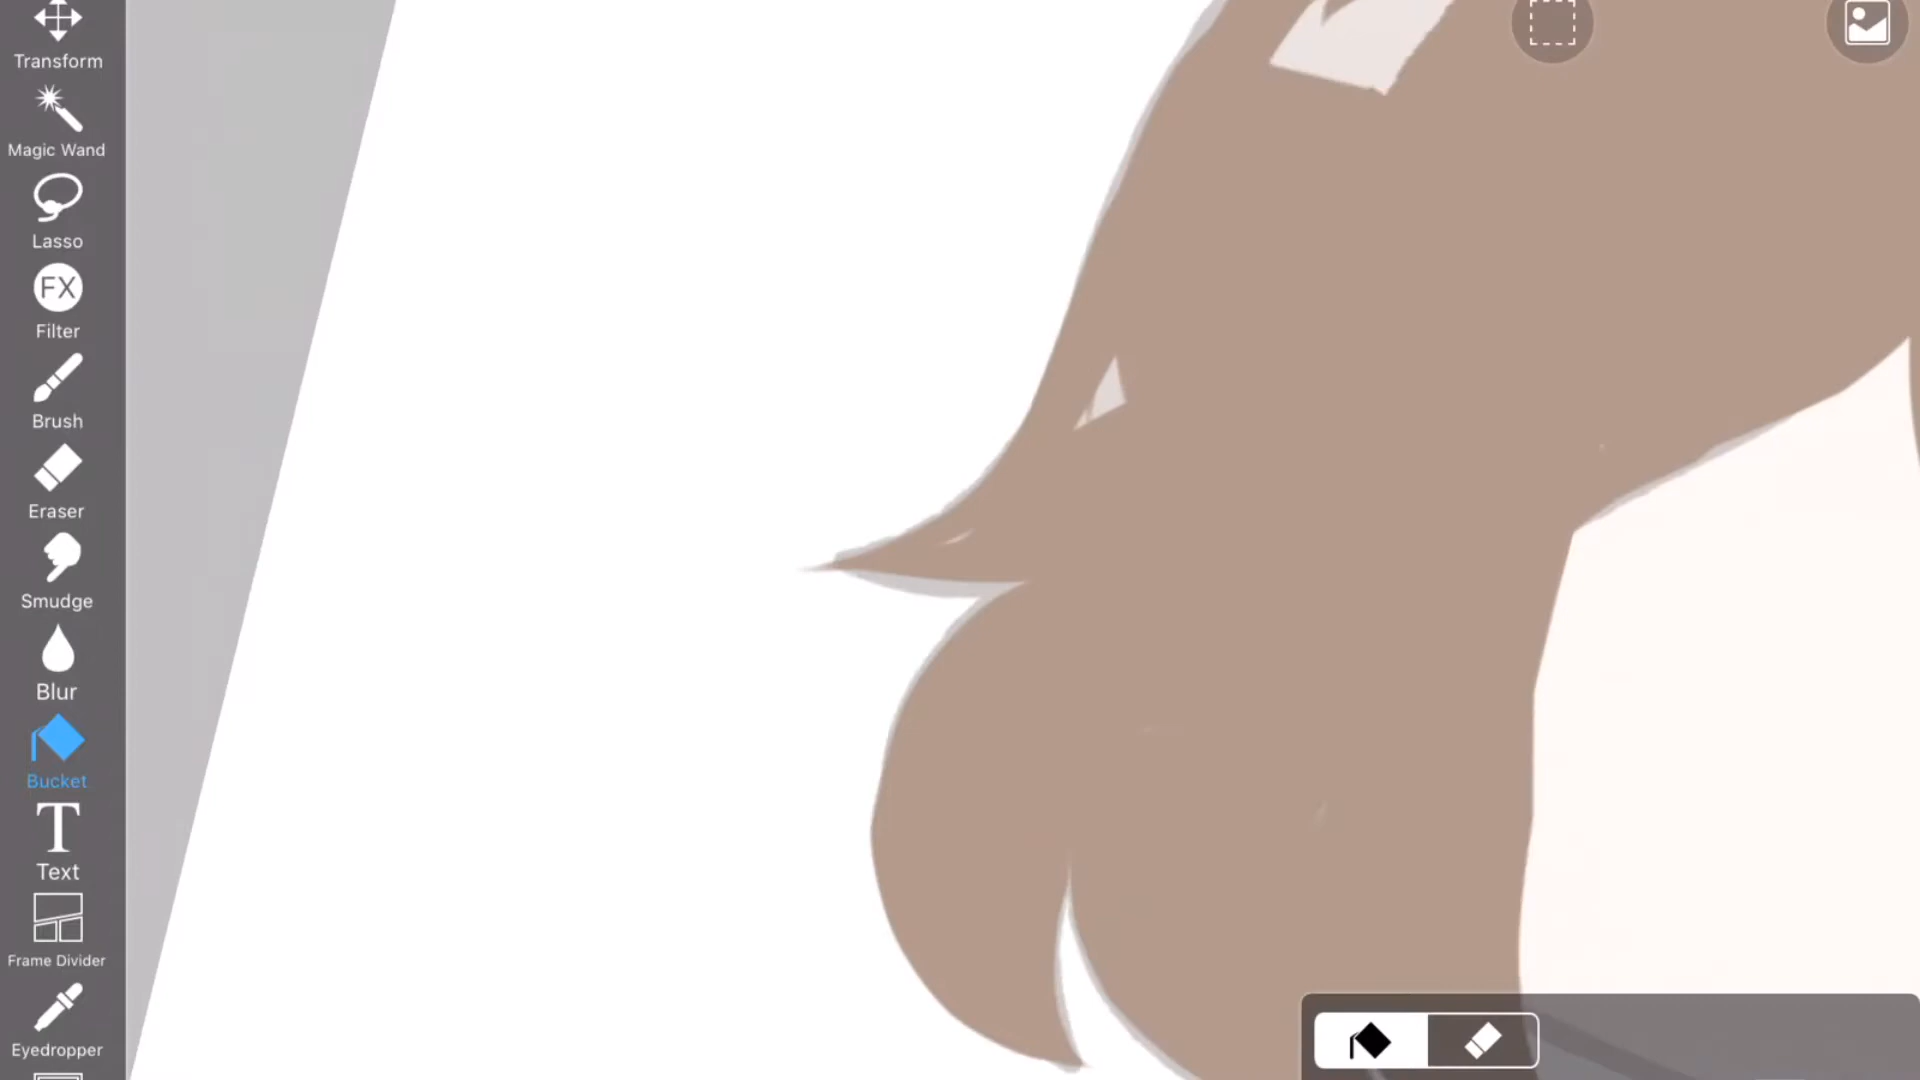 Transform
Magic Wand
Lasso
FX
Filter
Brush
Eraser
Smudge
Blur
Bucket
T
Text
Frame Divider
Eyedropper